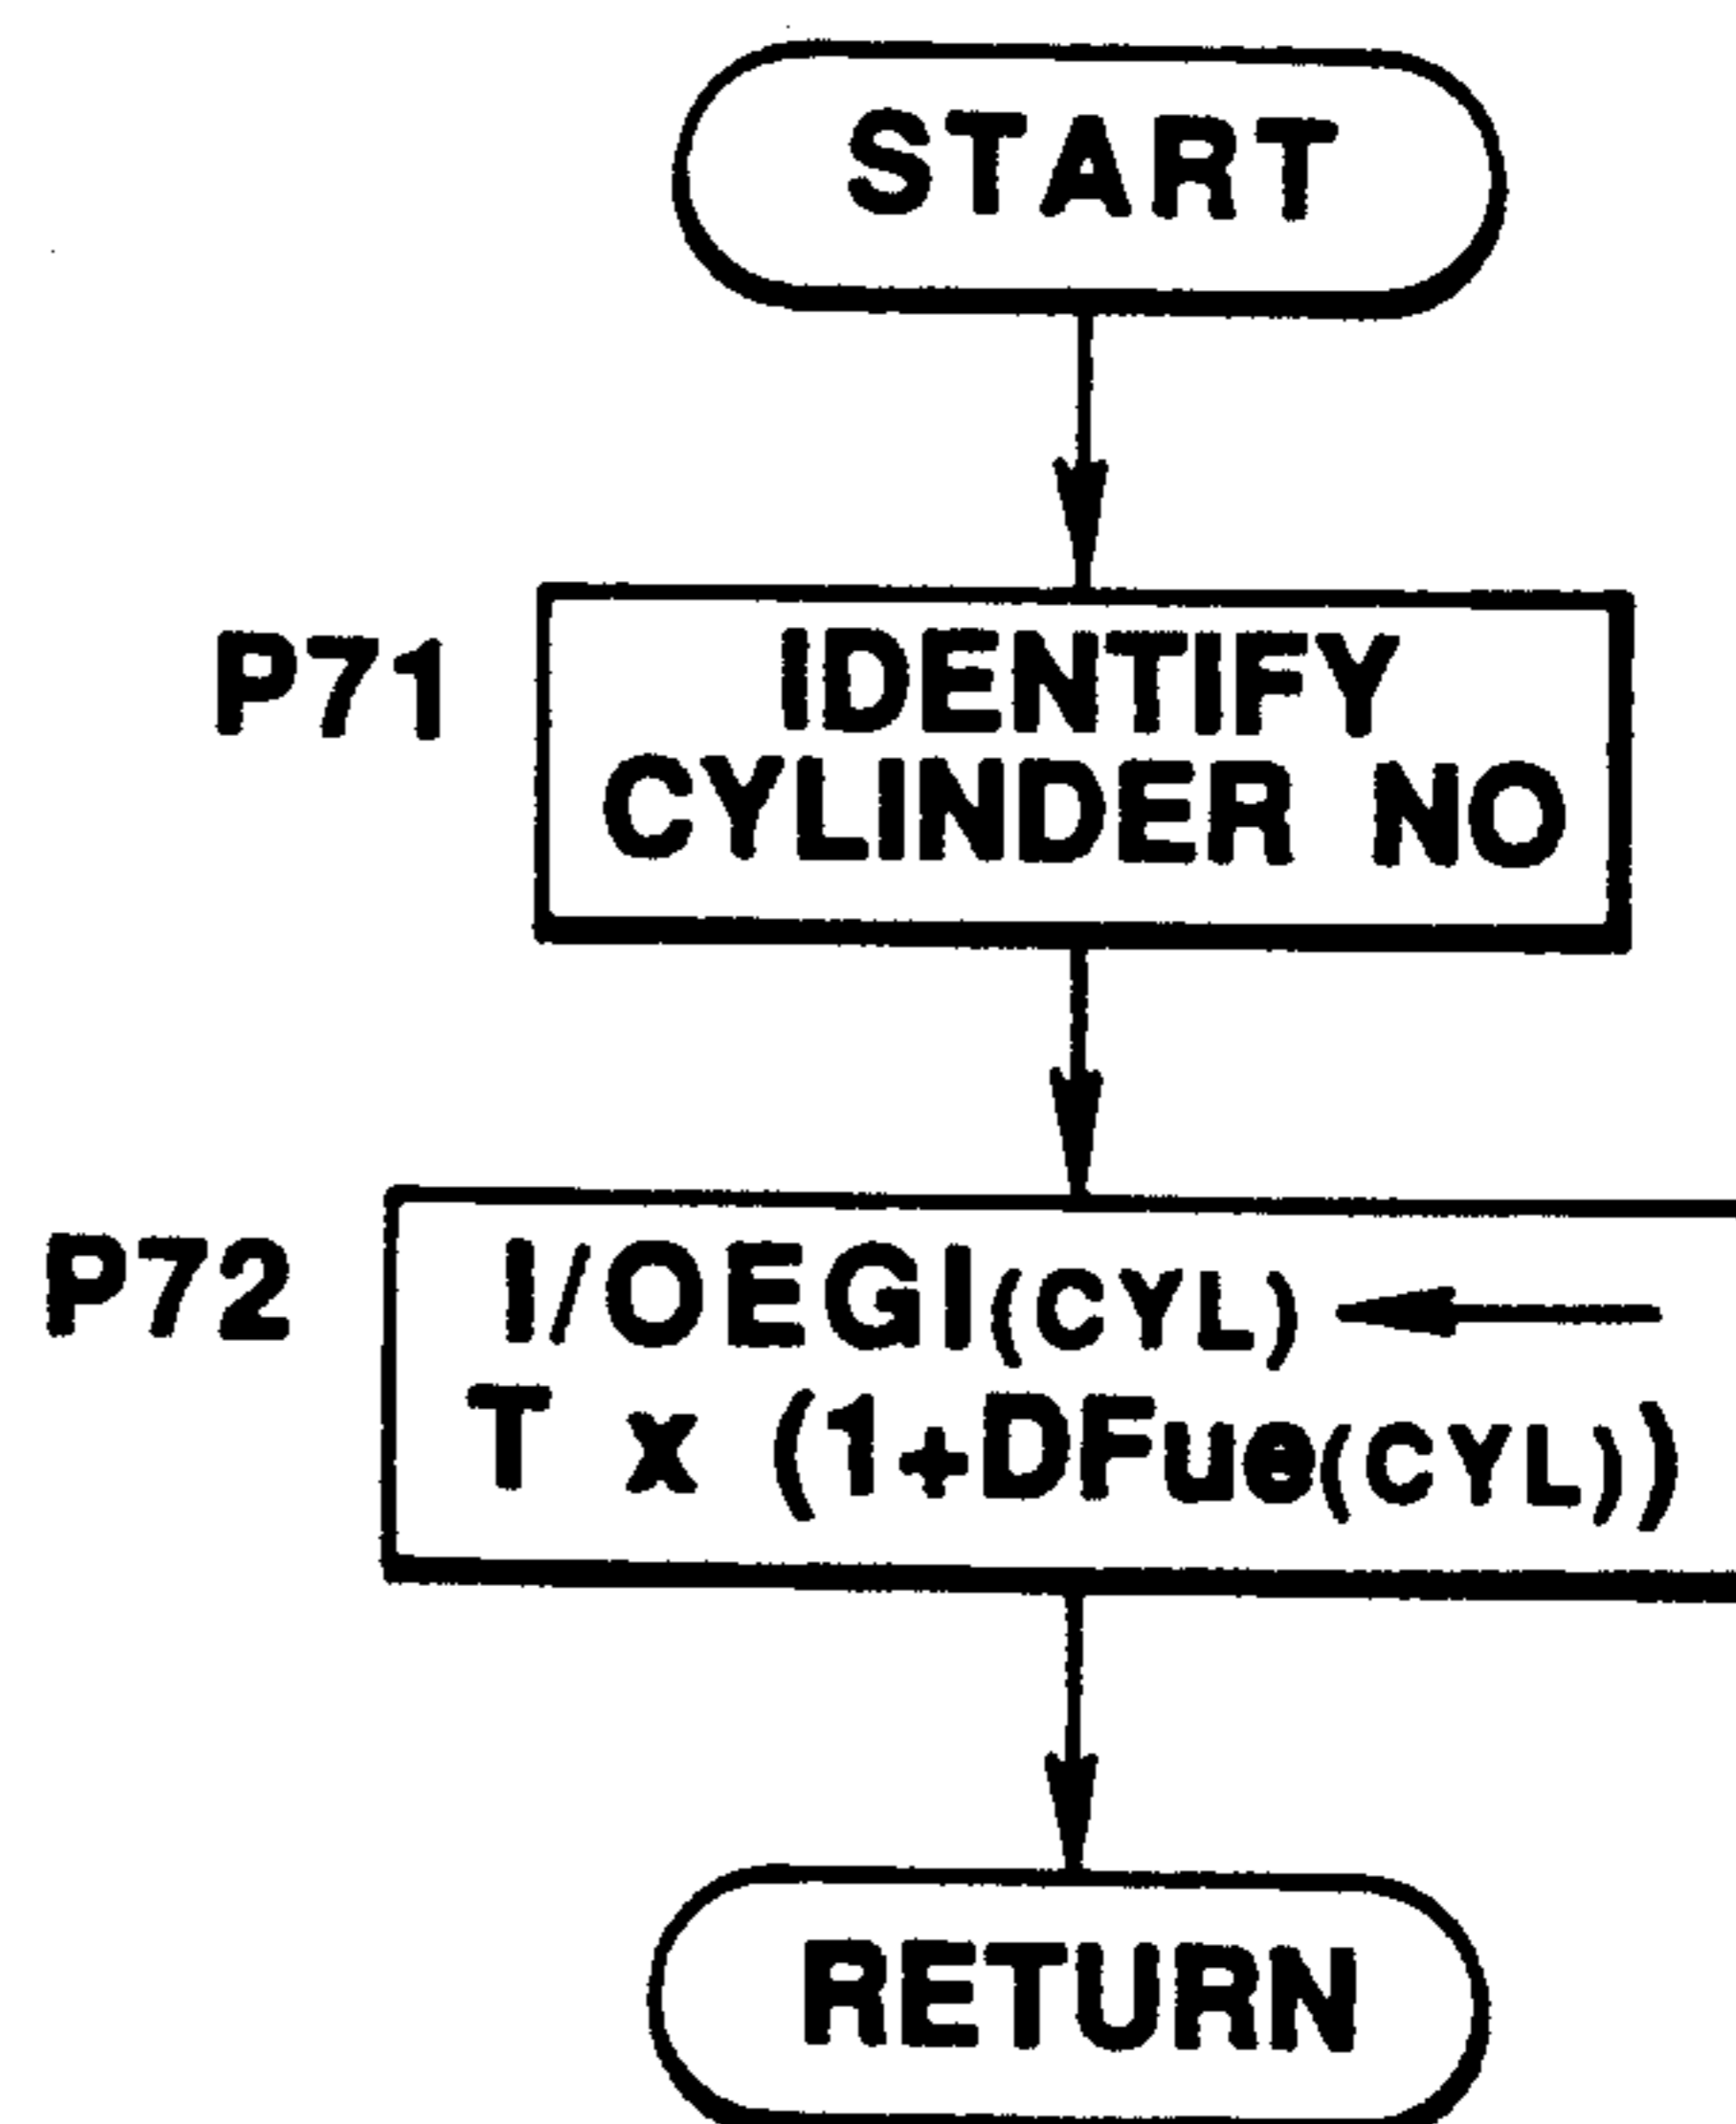 START
P71
IDENTIFY
CYLINDER NO
P72
I/OEGI(CYL) ←
T x (1+DFue(CYL))
RETURN